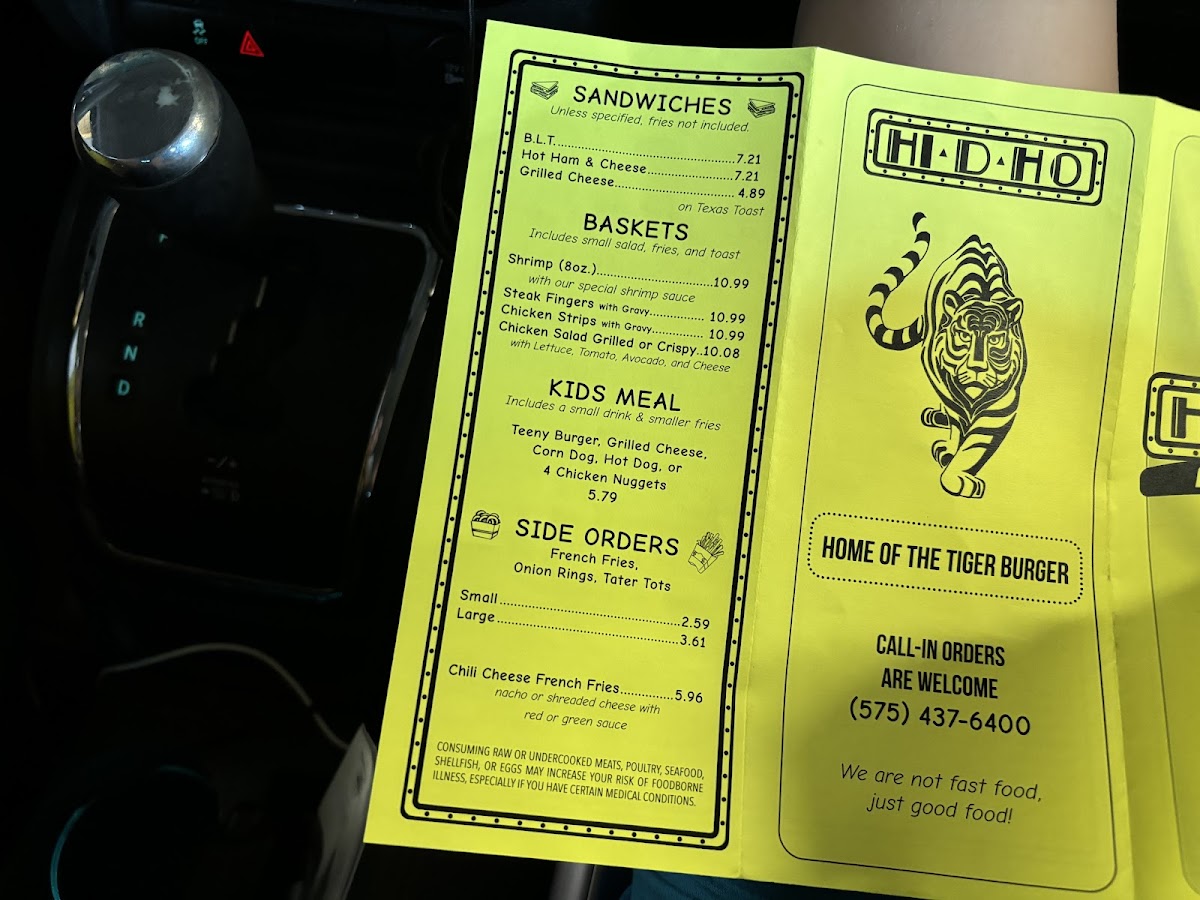 SANDWICHES
Unless specified, fries not included.
B.L.T.............................................7.21
Hot Ham & Cheese.....................7.21
Grilled Cheese.............................. 4.89
on Texas Toast
BASKETS
Includes small salad, fries, and toast
Shrimp (8oz.)............................10.99
with our special shrimp sauce
Steak Fingers with Gravy.............. 10.99
Chicken Strips with Gravy............. 10.99
Chicken Salad Grilled or Crispy..10.08
with Lettuce, Tomato, Avocado, and Cheese
KIDS MEAL
Includes a small drink & smaller fries
Teeny Burger, Grilled Cheese,
Corn Dog, Hot Dog, or
4 Chicken Nuggets
5.79
SIDE ORDERS
French Fries,
Onion Rings, Tater Tots
Small.............................................2.59
Large.............................................3.61
Chili Cheese French Fries.............5.96
nacho or shreaded cheese with
red or green sauce
CONSUMING RAW OR UNDERCOOKED MEATS, POULTRY, SEAFOOD,
SHELLFISH, OR EGGS MAY INCREASE YOUR RISK OF FOODBORNE
ILLNESS, ESPECIALLY IF YOU HAVE CERTAIN MEDICAL CONDITIONS.
HI-D-HO
HOME OF THE TIGER BURGER
CALL-IN ORDERS
ARE WELCOME
(575) 437-6400
We are not fast food,
just good food!
R
N
D